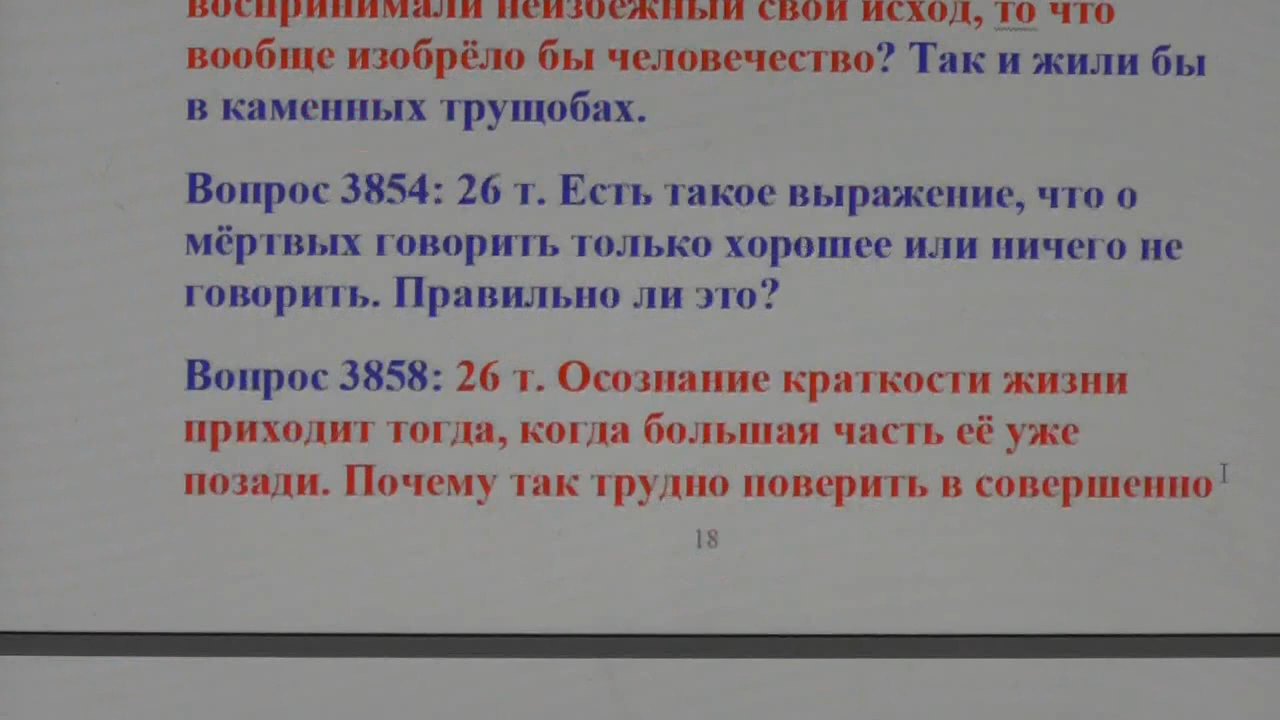 воспринимали неизбежный свой исход, то что
вообще изобрёло бы человечество? Так и жили бы
в каменных трущобах.
Вопрос 3854: 26 т. Есть такое выражение, что о
мёртвых говорить только хорошее или ничего не
говорить. Правильно ли это?
Вопрос 3858: 26 т. Осознание краткости жизни
приходит тогда, когда большая часть её уже
позади. Почему так трудно поверить в совершенно
18